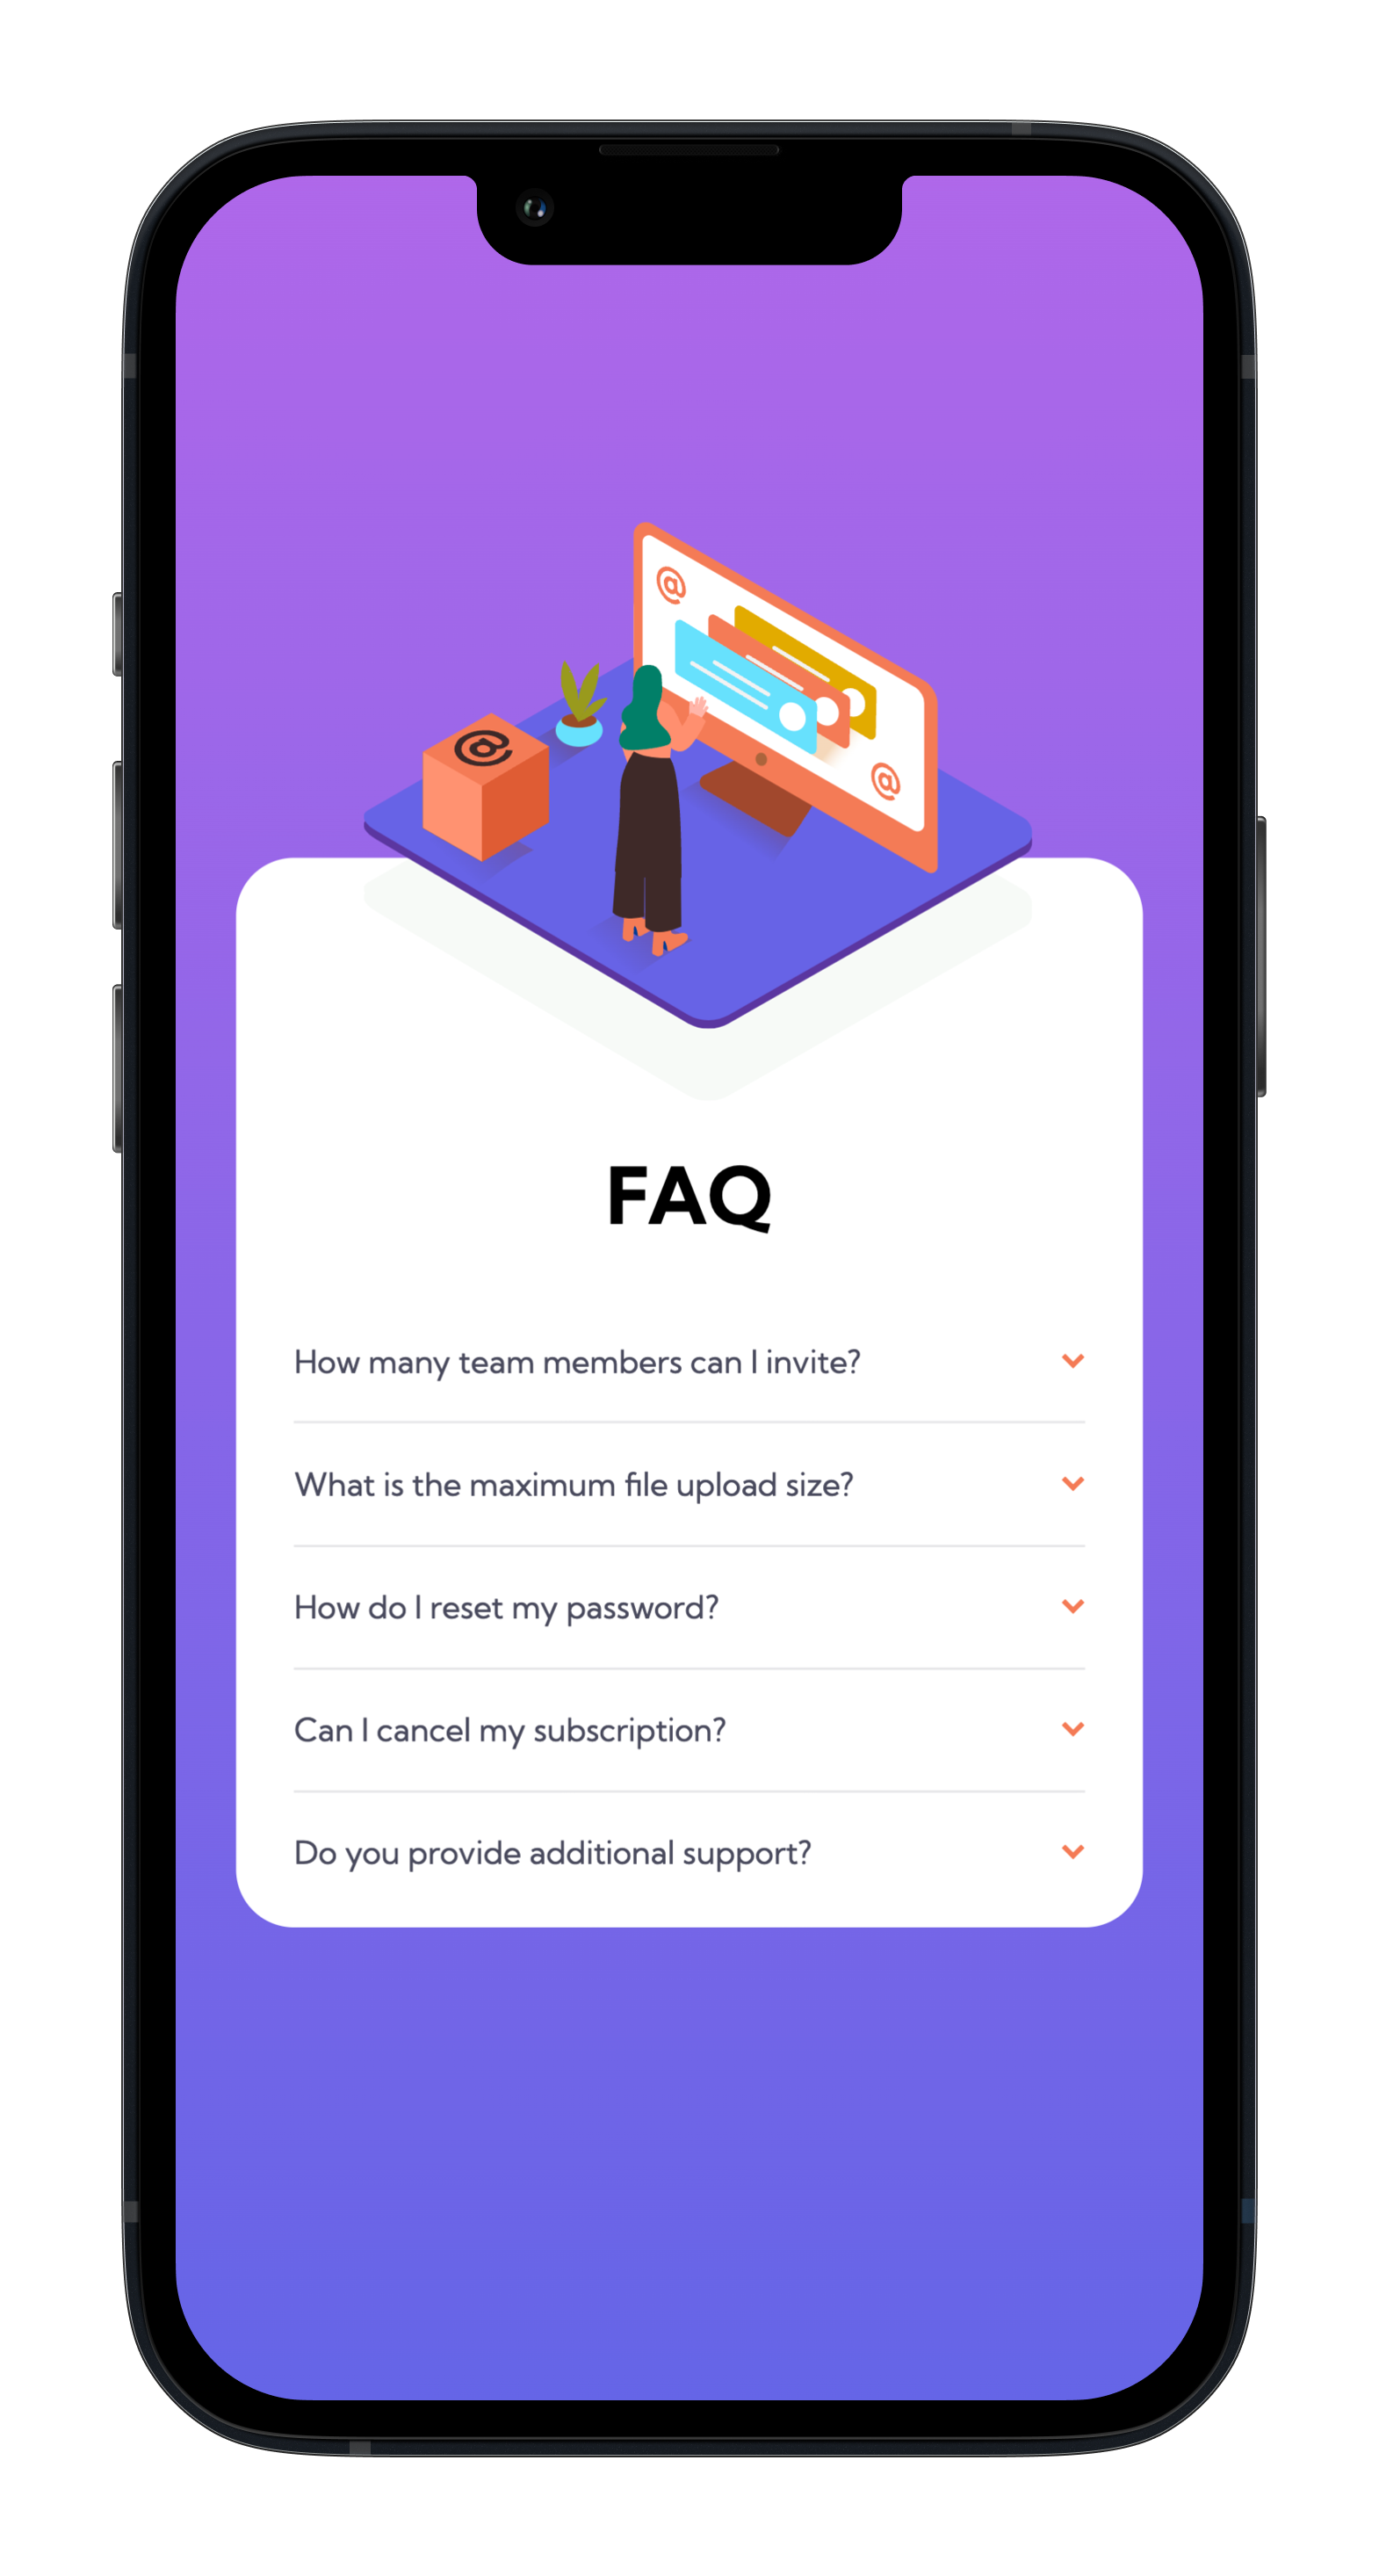 @
@
@
FAQ
How many team members can I invite?
What is the maximum file upload size?
How do I reset my password?
Can I cancel my subscription?
Do you provide additional support?